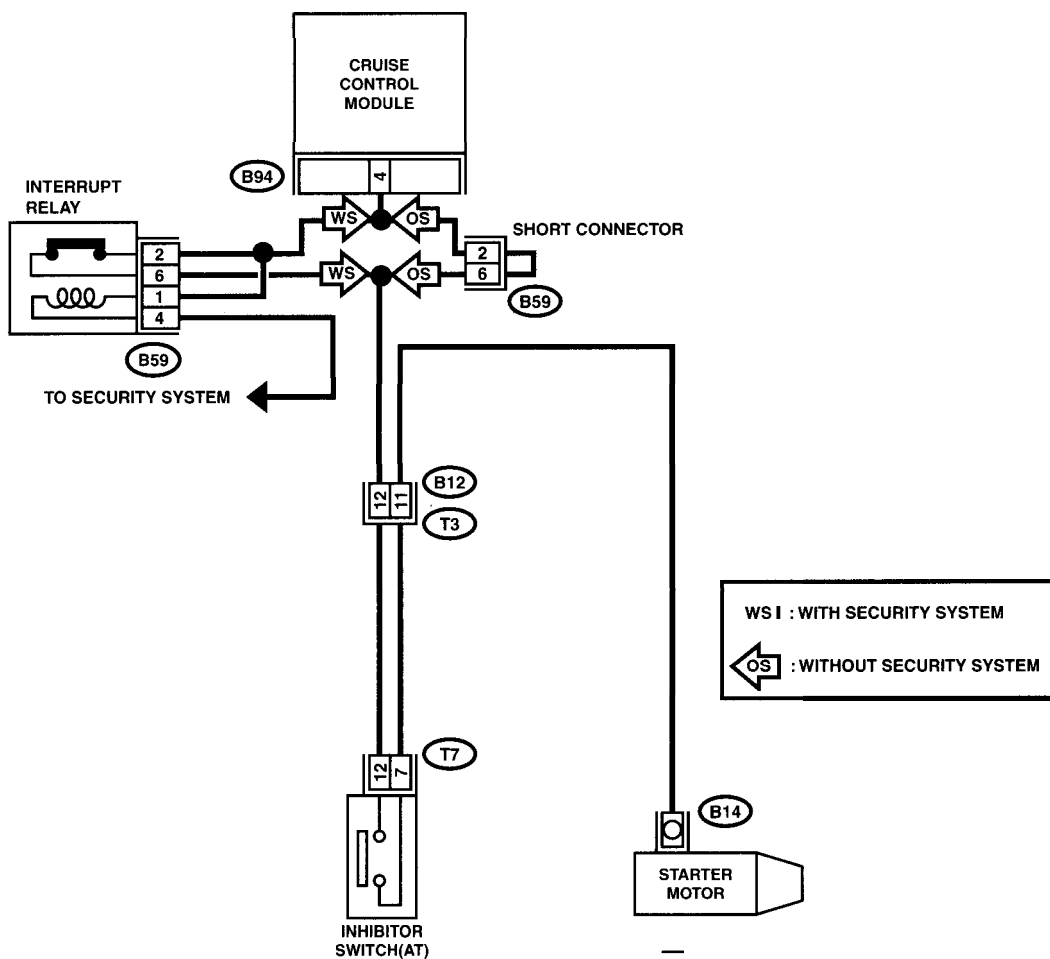 CRUISE
CONTROL
MODULE
B94
4
INTERRUPT
RELAY
WS
OS
SHORT CONNECTOR
2
6
1
4
WS
OS
2
6
B59
B59
TO SECURITY SYSTEM
12
11
B12
T3
WS : WITH SECURITY SYSTEM
OS : WITHOUT SECURITY SYSTEM
T7
12
7
B14
STARTER
MOTOR
INHIBITOR
SWITCH(AT)